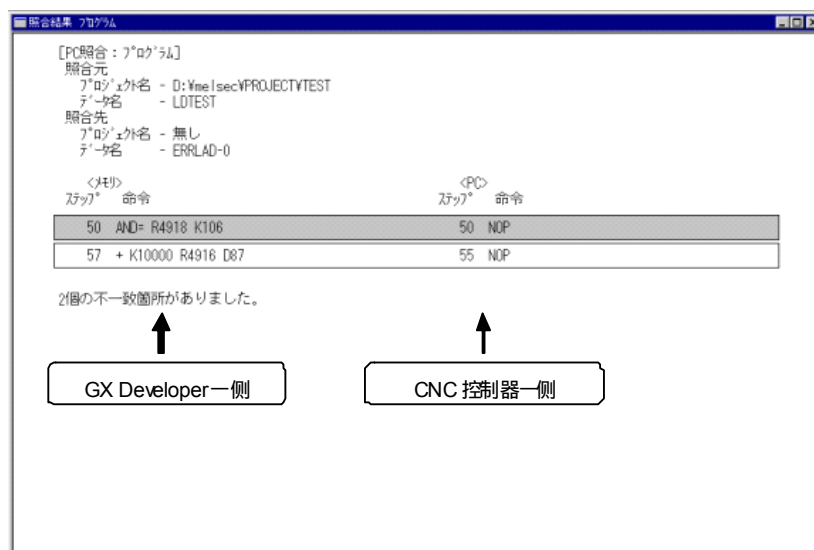 照合結果 プログラム
[PC照合：プログラム]
照合元
プロジェクト名 - D:¥melsec¥PROJECT¥TEST
データ名 - LDTEST
照合先
プロジェクト名 - 無し
データ名 - ERRLAD-0
<メモリ> <PC>
ステップ 命令 ステップ 命令
50 AND= R4918 K106 50 NOP
57 + K10000 R4916 D87 55 NOP
2個の不一致箇所がありました。
GX Developer一侧 CNC 控制器一侧